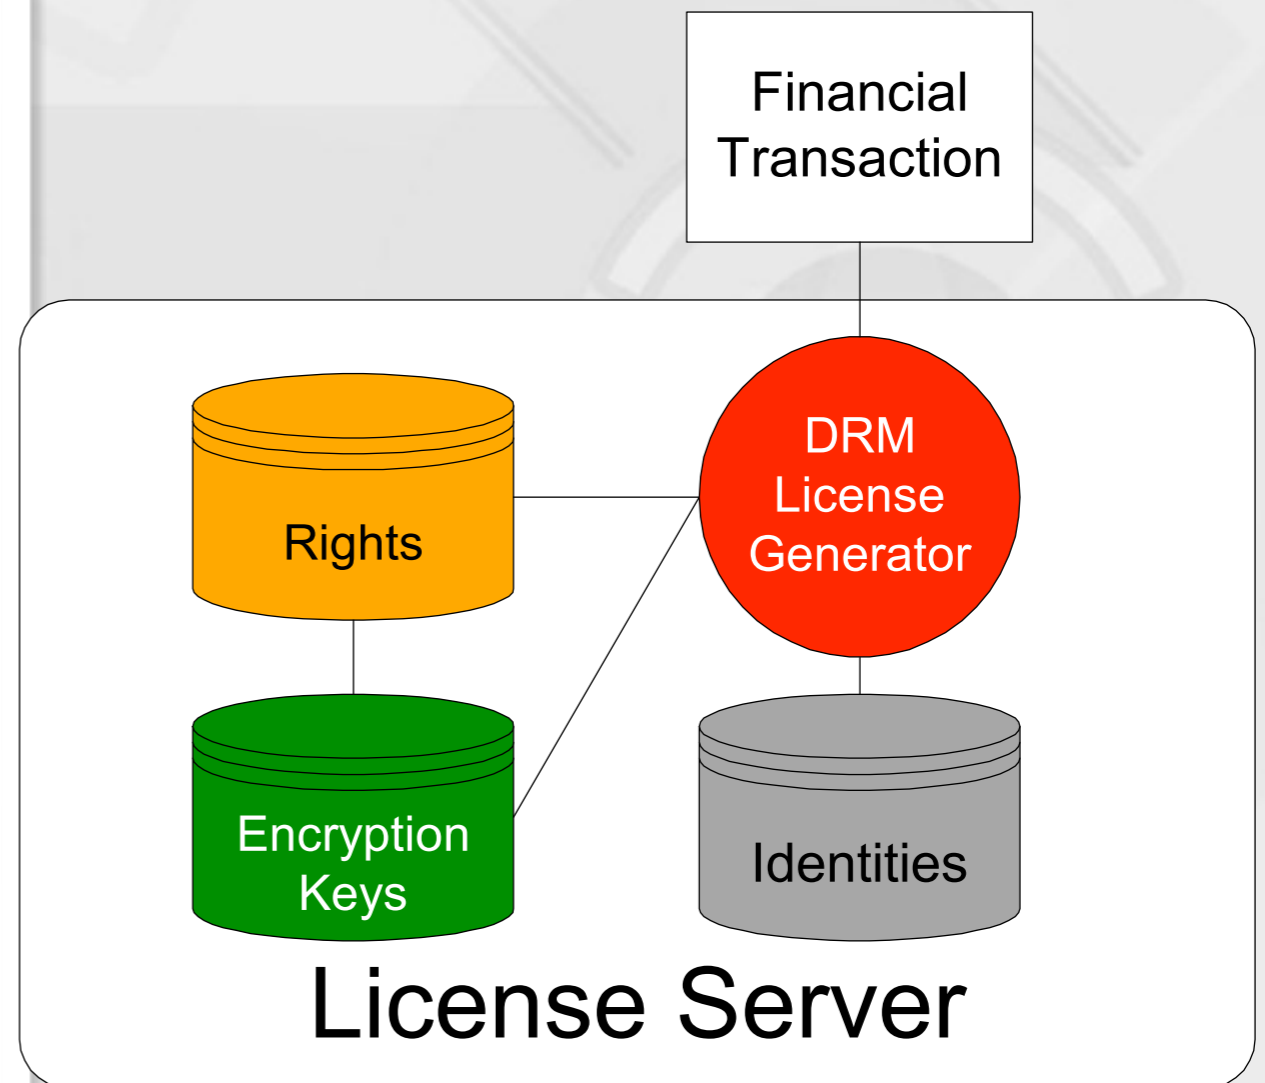 Financial
Transaction
DRM
License
Generator
Rights
Encryption
Keys
Identities
License Server